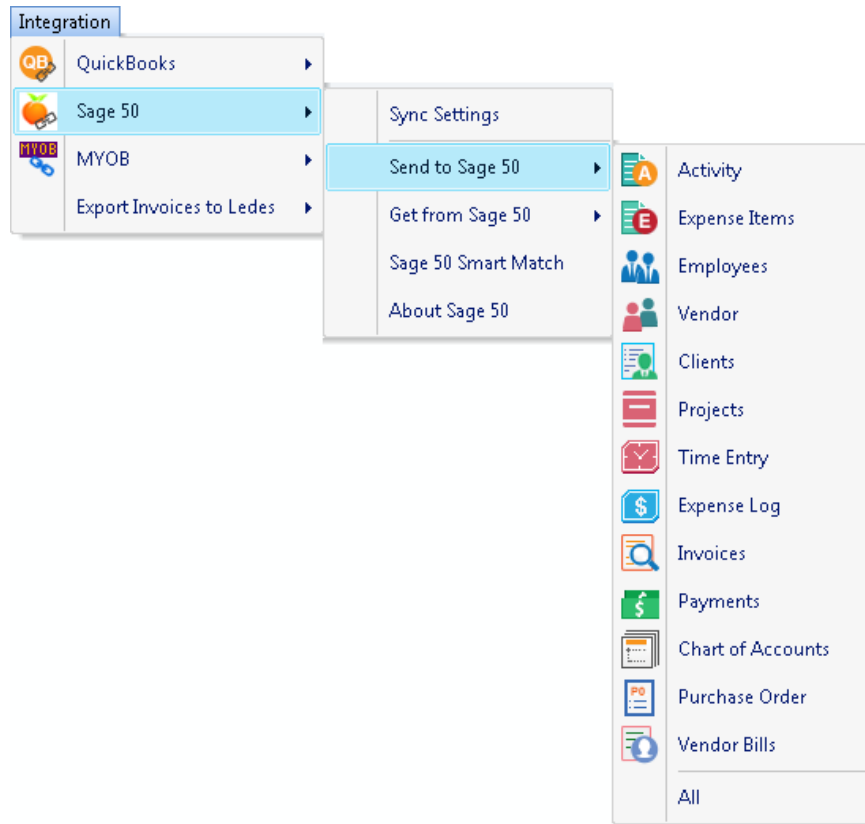 Integration
QB
QuickBooks
Sage 50
MYOB
MYOB
Export Invoices to Ledes
Sync Settings
Send to Sage 50
Get from Sage 50
Sage 50 Smart Match
About Sage 50
A
Activity
E
Expense Items
Employees
Vendor
Clients
Projects
Time Entry
$
Expense Log
Invoices
$
Payments
Chart of Accounts
PO
Purchase Order
Vendor Bills
All